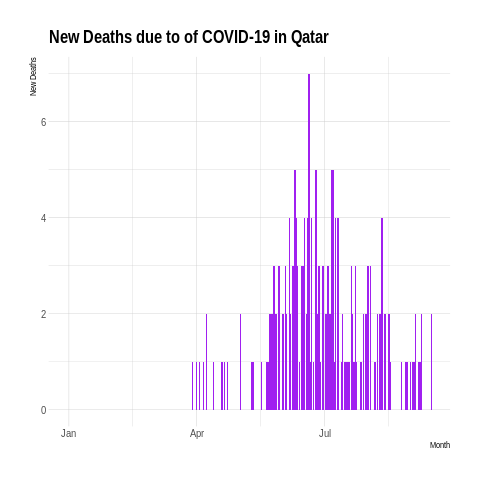 New Deaths due to of COVID-19 in Qatar
New Deaths
6
4
2
0
Jan Apr Jul
Month